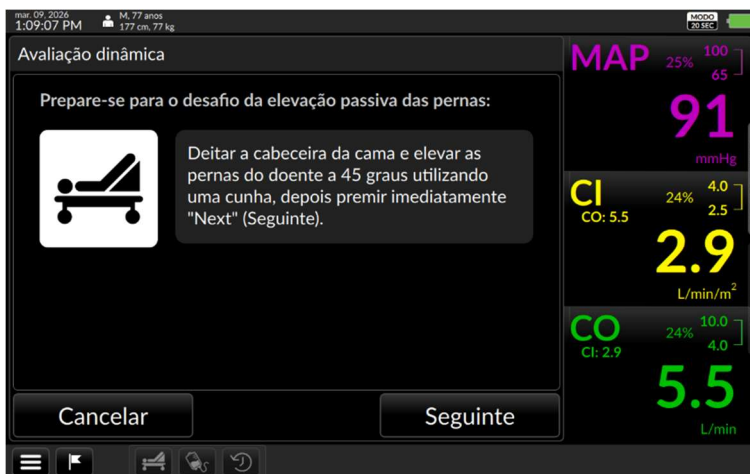 mar. 09, 2026
1:09:07 PM
M, 77 anos
177 cm, 77 kg
MODO
20 SEC
Avaliação dinâmica
Prepare-se para o desafio da elevação passiva das pernas:
Deitar a cabeceira da cama e elevar as
pernas do doente a 45 graus utilizando
uma cunha, depois premir imediatamente
"Next" (Seguinte).
Cancelar
Seguinte
MAP 25% 100
65
91
mmHg
CI 24% 4.0
CO: 5.5 2.5
2.9
L/min/m²
CO 24% 10.0
CI: 2.9 4.0
5.5
L/min